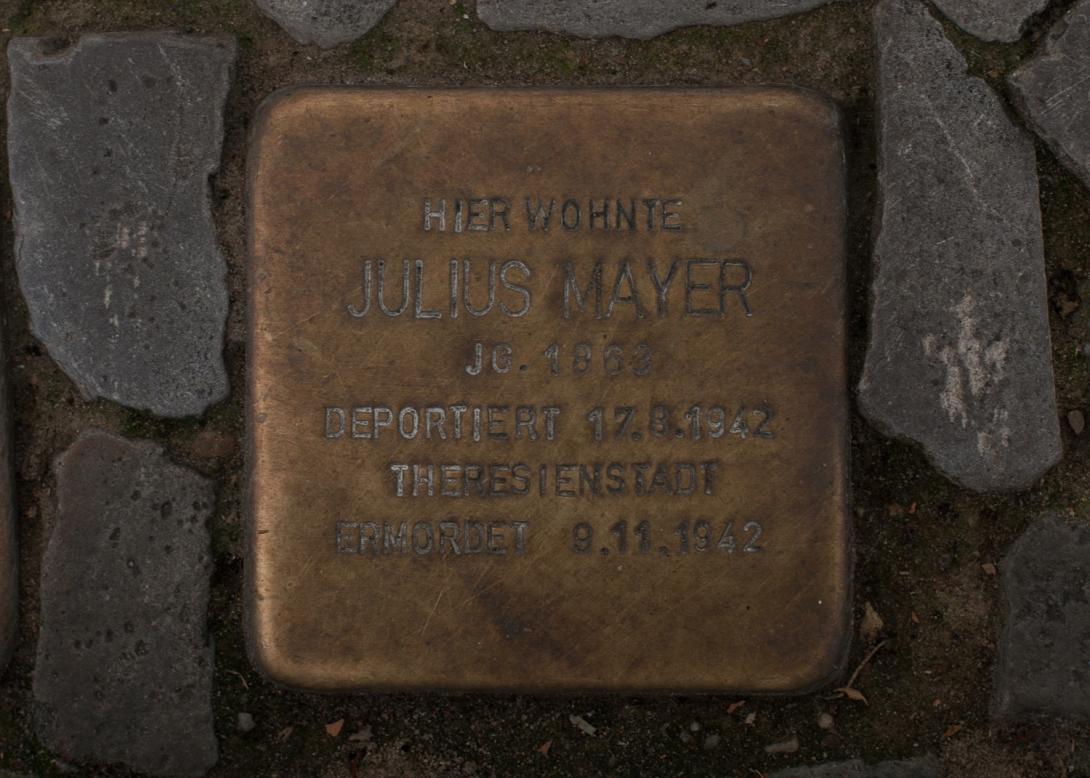 HIER WOHNTE
JULIUS MAYER
JG. 1863
DEPORTIERT 17.8.1942
THERESIENSTADT
ERMORDET 9.11.1942